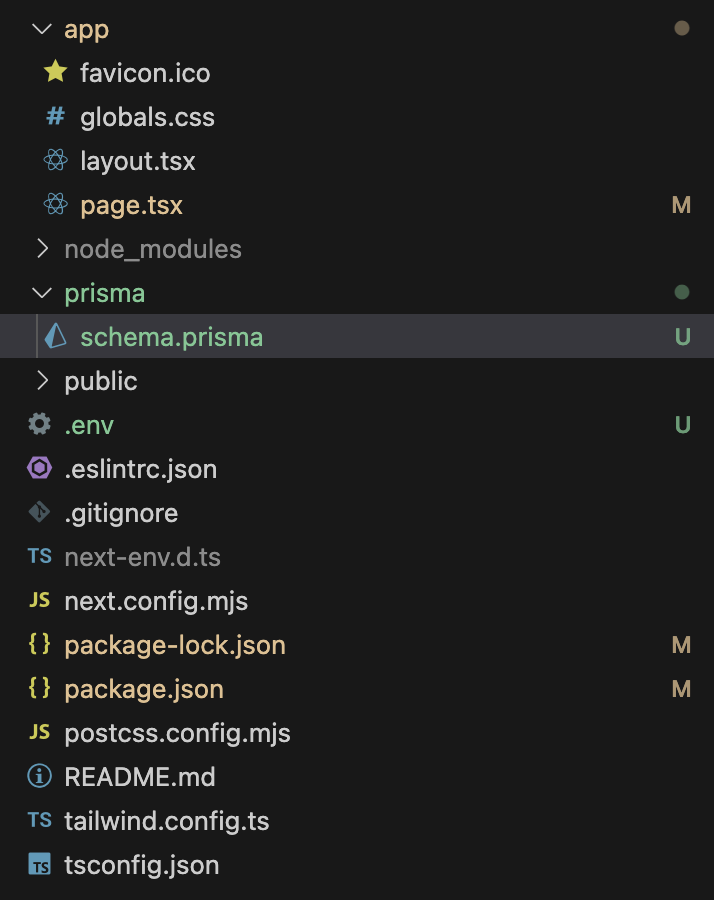 app
favicon.ico
# globals.css
layout.tsx
page.tsx M
node_modules
prisma
schema.prisma U
public
.env U
.eslintrc.json
.gitignore
TS next-env.d.ts
JS next.config.mjs
{} package-lock.json M
{} package.json M
JS postcss.config.mjs
README.md
TS tailwind.config.ts
TS tsconfig.json